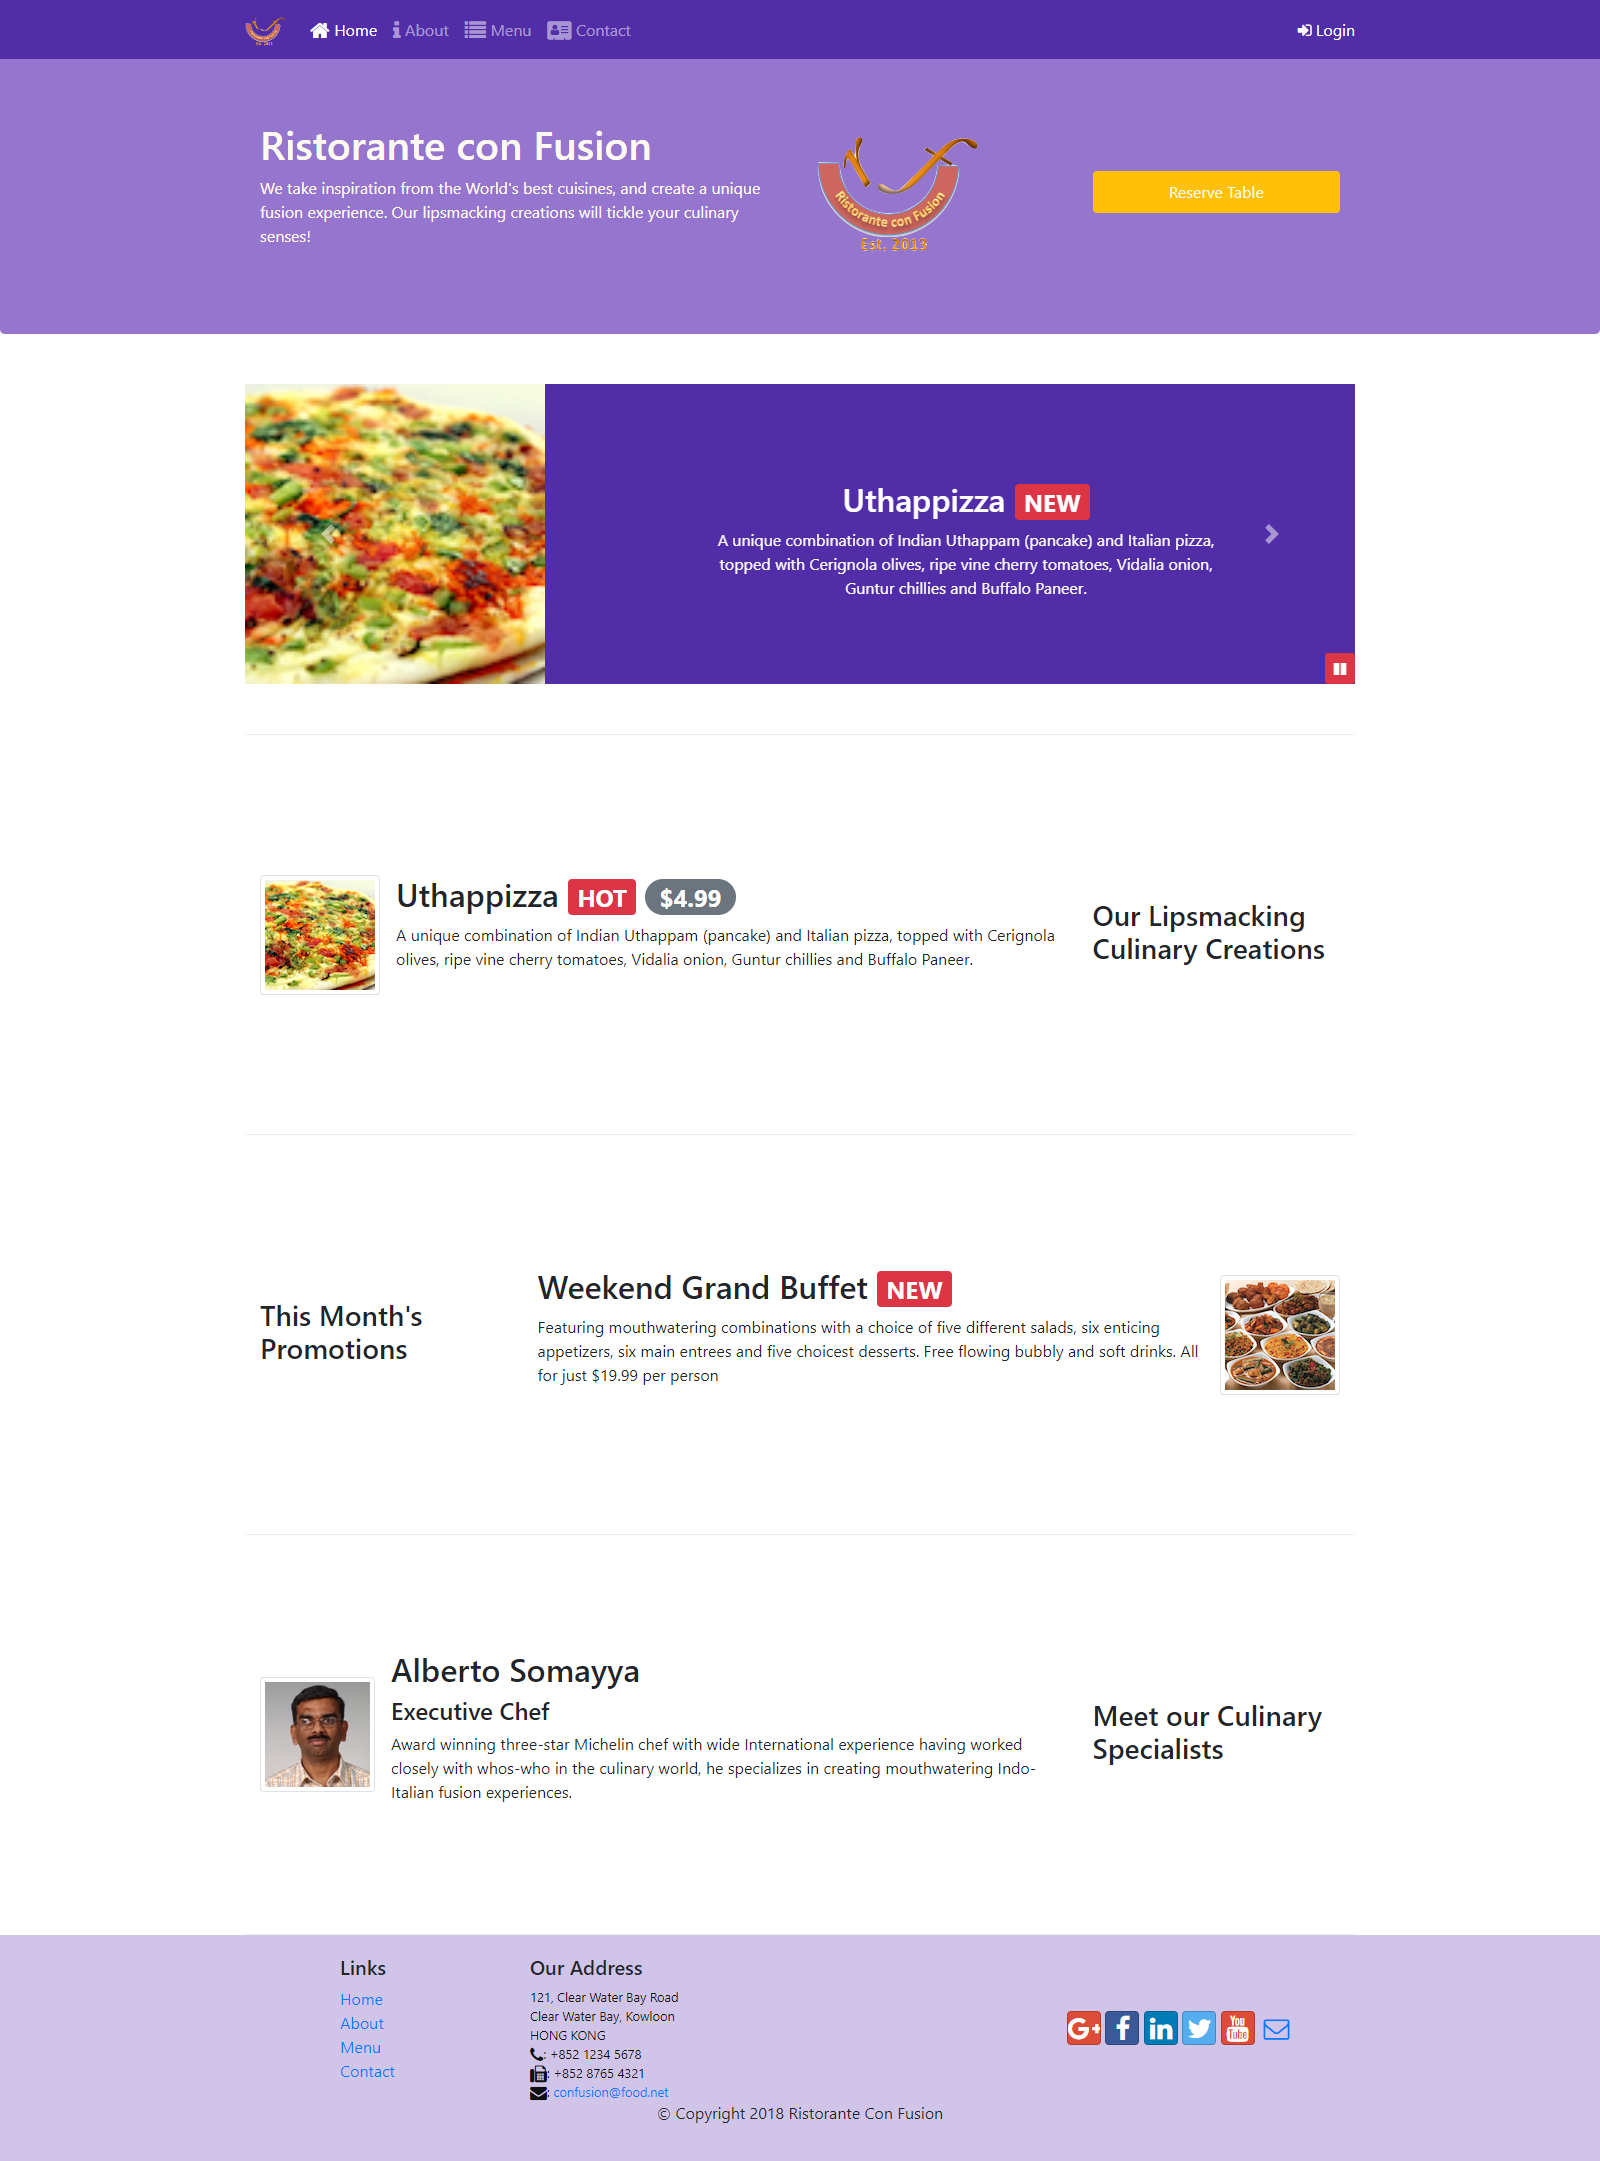 Home About Menu Contact Login
Ristorante con Fusion
We take inspiration from the World's best cuisines, and create a unique
fusion experience. Our lipsmacking creations will tickle your culinary
senses!
Ristorante con Fusion
Est. 2013
Reserve Table
Uthappizza NEW
A unique combination of Indian Uthappam (pancake) and Italian pizza,
topped with Cerignola olives, ripe vine cherry tomatoes, Vidalia onion,
Guntur chillies and Buffalo Paneer.
Uthappizza HOT $4.99
A unique combination of Indian Uthappam (pancake) and Italian pizza, topped with Cerignola
olives, ripe vine cherry tomatoes, Vidalia onion, Guntur chillies and Buffalo Paneer.
Our Lipsmacking
Culinary Creations
This Month's
Promotions
Weekend Grand Buffet NEW
Featuring mouthwatering combinations with a choice of five different salads, six enticing
appetizers, six main entrees and five choicest desserts. Free flowing bubbly and soft drinks. All
for just $19.99 per person
Alberto Somayya
Executive Chef
Award winning three-star Michelin chef with wide International experience having worked
closely with whos-who in the culinary world, he specializes in creating mouthwatering Indo-
Italian fusion experiences.
Meet our Culinary
Specialists
Links
Home
About
Menu
Contact
Our Address
121, Clear Water Bay Road
Clear Water Bay, Kowloon
HONG KONG
: +852 1234 5678
: +852 8765 4321
: confusion@food.net
G+ f in You Tube
© Copyright 2018 Ristorante Con Fusion